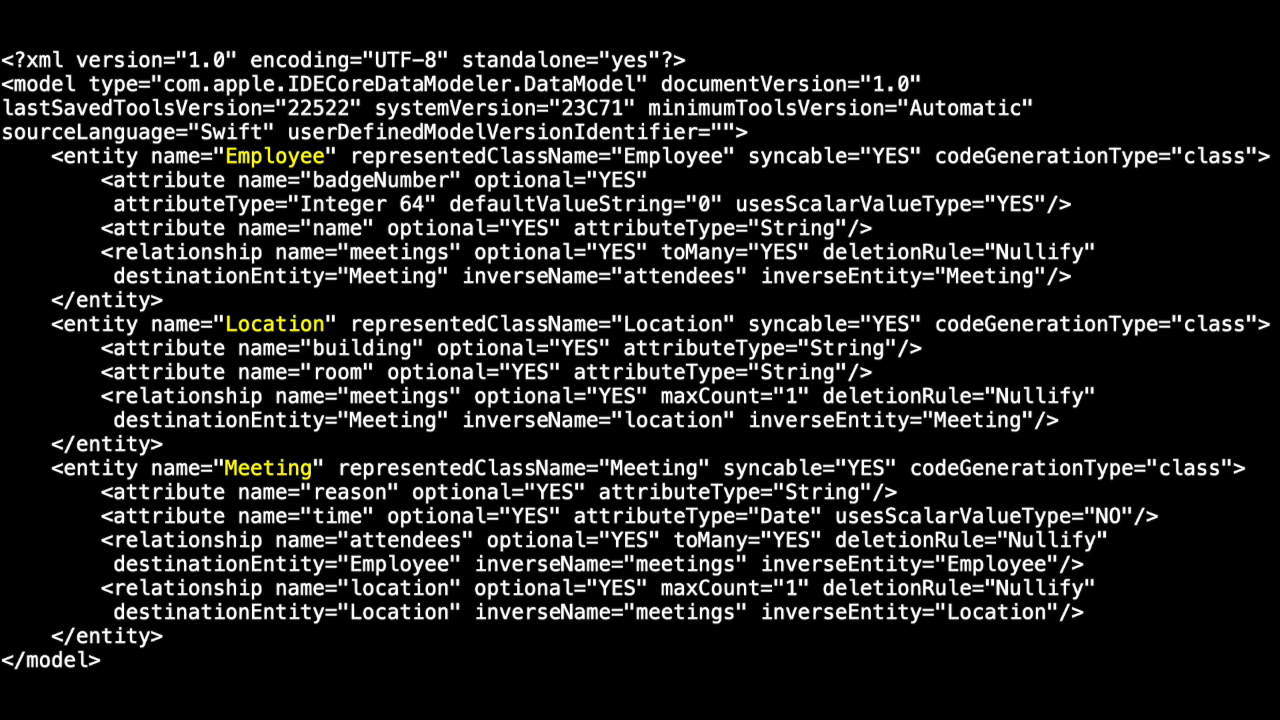 <?xml version="1.0" encoding="UTF-8" standalone="yes"?>
<model type="com.apple.IDECoreDataModeler.DataModel" documentVersion="1.0"
lastSavedToolsVersion="22522" systemVersion="23C71" minimumToolsVersion="Automatic"
sourceLanguage="Swift" userDefinedModelVersionIdentifier="">
    <entity name="Employee" representedClassName="Employee" syncable="YES" codeGenerationType="class">
        <attribute name="badgeNumber" optional="YES"
         attributeType="Integer 64" defaultValueString="0" usesScalarValueType="YES"/>
        <attribute name="name" optional="YES" attributeType="String"/>
        <relationship name="meetings" optional="YES" toMany="YES" deletionRule="Nullify"
         destinationEntity="Meeting" inverseName="attendees" inverseEntity="Meeting"/>
    </entity>
    <entity name="Location" representedClassName="Location" syncable="YES" codeGenerationType="class">
        <attribute name="building" optional="YES" attributeType="String"/>
        <attribute name="room" optional="YES" attributeType="String"/>
        <relationship name="meetings" optional="YES" maxCount="1" deletionRule="Nullify"
         destinationEntity="Meeting" inverseName="location" inverseEntity="Meeting"/>
    </entity>
    <entity name="Meeting" representedClassName="Meeting" syncable="YES" codeGenerationType="class">
        <attribute name="reason" optional="YES" attributeType="String"/>
        <attribute name="time" optional="YES" attributeType="Date" usesScalarValueType="NO"/>
        <relationship name="attendees" optional="YES" toMany="YES" deletionRule="Nullify"
         destinationEntity="Employee" inverseName="meetings" inverseEntity="Employee"/>
        <relationship name="location" optional="YES" maxCount="1" deletionRule="Nullify"
         destinationEntity="Location" inverseName="meetings" inverseEntity="Location"/>
    </entity>
</model>